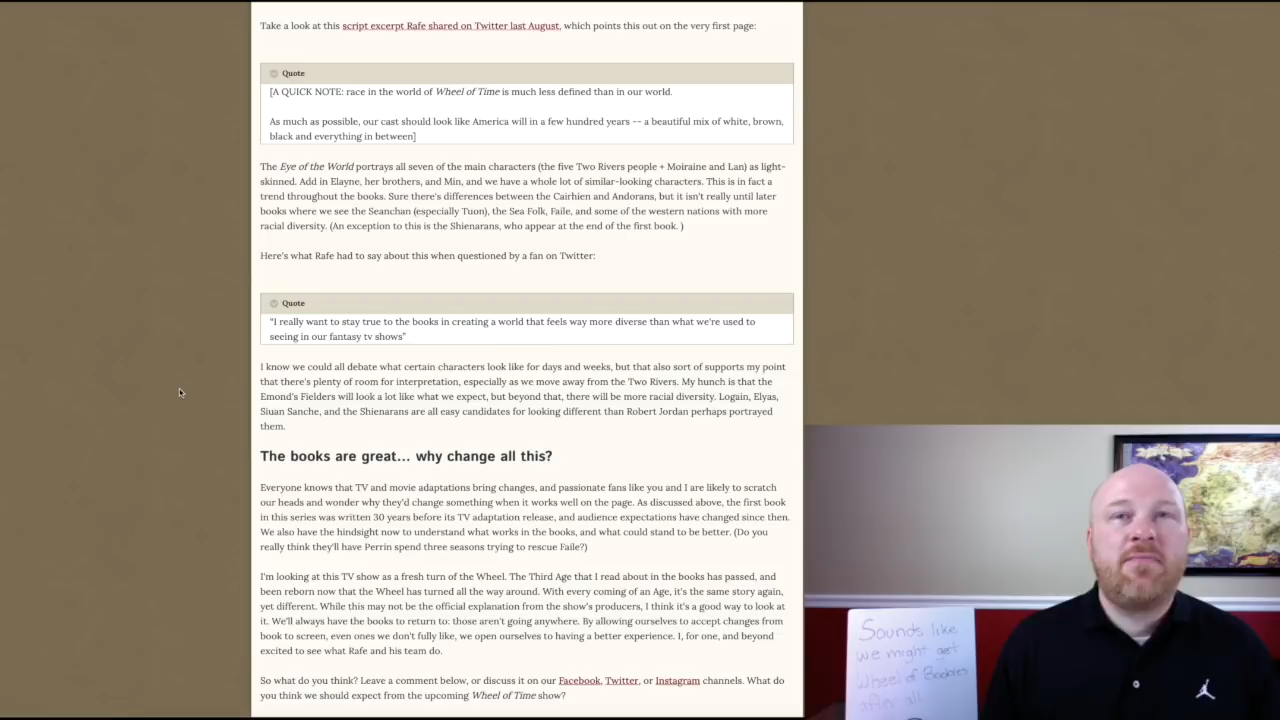 Take a look at this script excerpt Rafe shared on Twitter last August, which points this out on the very first page:
Quote
[A QUICK NOTE: race in the world of Wheel of Time is much less defined than in our world.
As much as possible, our cast should look like America will in a few hundred years -- a beautiful mix of white, brown,
black and everything in between]
The Eye of the World portrays all seven of the main characters (the five Two Rivers people + Moiraine and Lan) as light-
skinned. Add in Elayne, her brothers, and Min, and we have a whole lot of similar-looking characters. This is in fact a
trend throughout the books. Sure there's differences between the Cairhien and Andorans, but it isn't really until later
books where we see the Seanchan (especially Tuon), the Sea Folk, Faile, and some of the western nations with more
racial diversity. (An exception to this is the Shienarans, who appear at the end of the first book. )
Here's what Rafe had to say about this when questioned by a fan on Twitter:
Quote
“I really want to stay true to the books in creating a world that feels way more diverse than what we're used to
seeing in our fantasy tv shows”
I know we could all debate what certain characters look like for days and weeks, but that also sort of supports my point
that there's plenty of room for interpretation, especially as we move away from the Two Rivers. My hunch is that the
Emond's Fielders will look a lot like what we expect, but beyond that, there will be more racial diversity. Logain, Elyas,
Siuan Sanche, and the Shienarans are all easy candidates for looking different than Robert Jordan perhaps portrayed
them.
The books are great... why change all this?
Everyone knows that TV and movie adaptations bring changes, and passionate fans like you and I are likely to scratch
our heads and wonder why they'd change something when it works well on the page. As discussed above, the first book
in this series was written 30 years before its TV adaptation release, and audience expectations have changed since then.
We also have the hindsight now to understand what works in the books, and what could stand to be better. (Do you
really think they'll have Perrin spend three seasons trying to rescue Faile?)
I'm looking at this TV show as a fresh turn of the Wheel. The Third Age that I read about in the books has passed, and
been reborn now that the Wheel has turned all the way around. With every coming of an Age, it's the same story again,
yet different. While this may not be the official explanation from the show's producers, I think it's a good way to look at
it. We'll always have the books to return to: those aren't going anywhere. By allowing ourselves to accept changes from
book to screen, even ones we don't fully like, we open ourselves to having a better experience. I, for one, and beyond
excited to see what Rafe and his team do.
So what do you think? Leave a comment below, or discuss it on our Facebook, Twitter, or Instagram channels. What do
you think we should expect from the upcoming Wheel of Time show?
Sounds like
we might get
Wheel of Boobies
after all